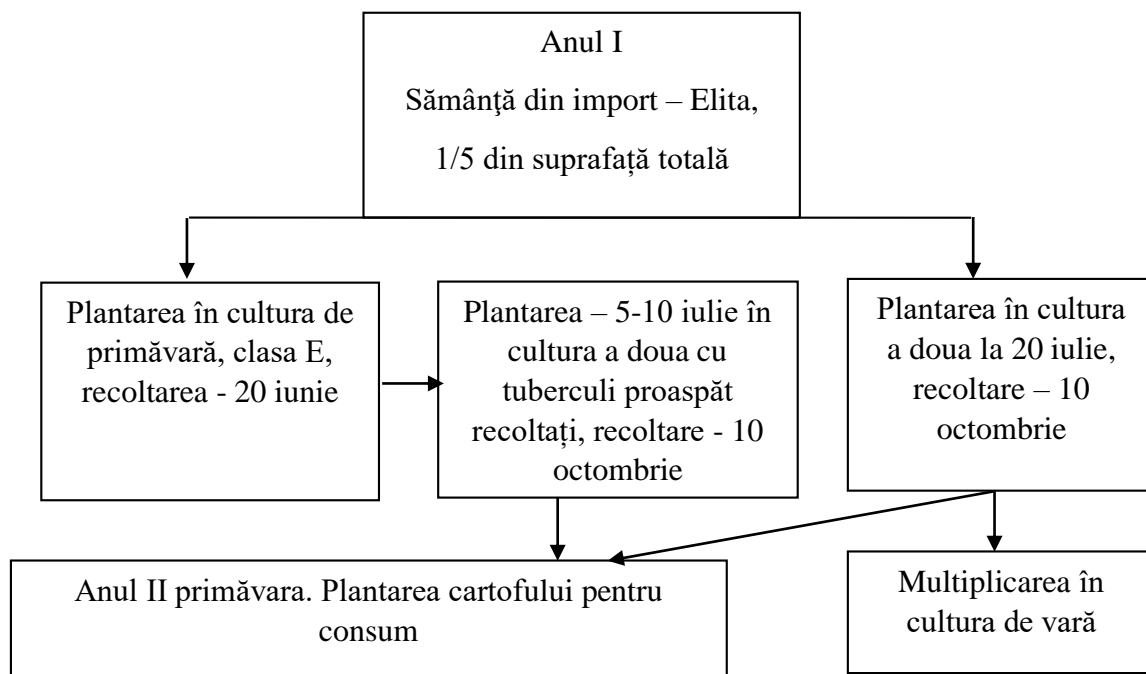 Anul I
Sămânţă din import – Elita,
1/5 din suprafață totală
Plantarea în cultura de
primăvară, clasa E,
recoltarea - 20 iunie
Plantarea – 5-10 iulie în
cultura a doua cu
tuberculi proaspăt
recoltați, recoltare - 10
octombrie
Plantarea în cultura
a doua la 20 iulie,
recoltare – 10
octombrie
Anul II primăvara. Plantarea cartofului pentru
consum
Multiplicarea în
cultura de vară